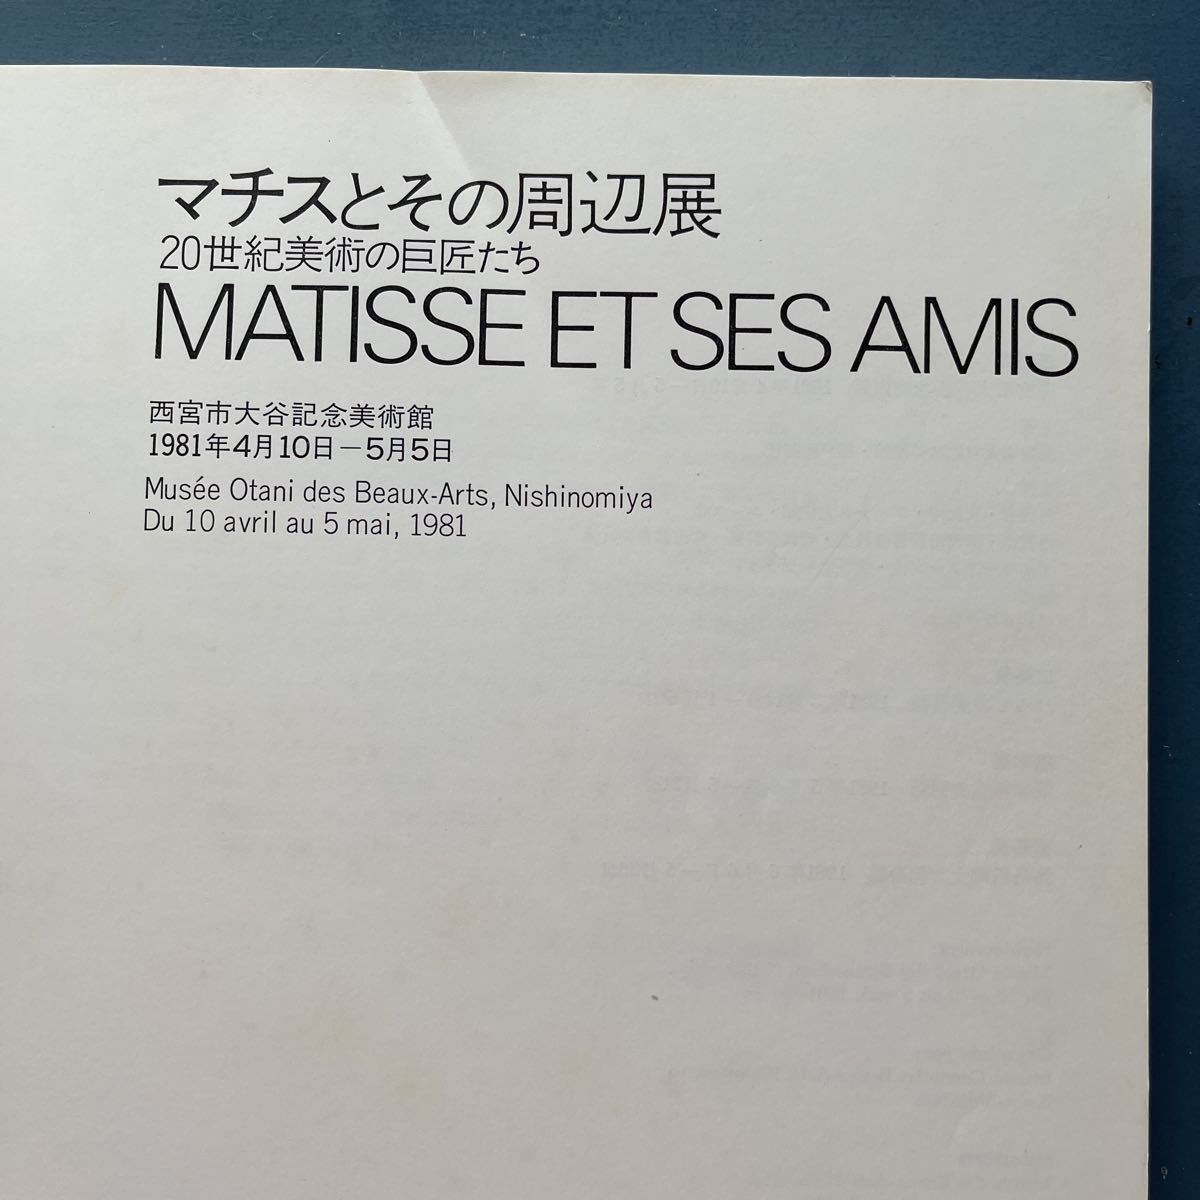 マチスとその周辺展
20世紀美術の巨匠たち
MATISSE ET SES AMIS
西宮市大谷記念美術館
1981年4月10日－5月5日
Musée Otani des Beaux-Arts, Nishinomiya
Du 10 avril au 5 mai, 1981